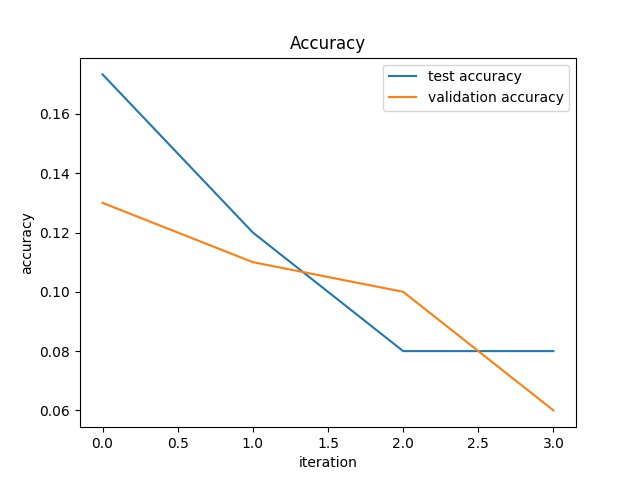 Accuracy
test accuracy
validation accuracy
accuracy
0.16
0.14
0.12
0.10
0.08
0.06
0.0 0.5 1.0 1.5 2.0 2.5 3.0
iteration